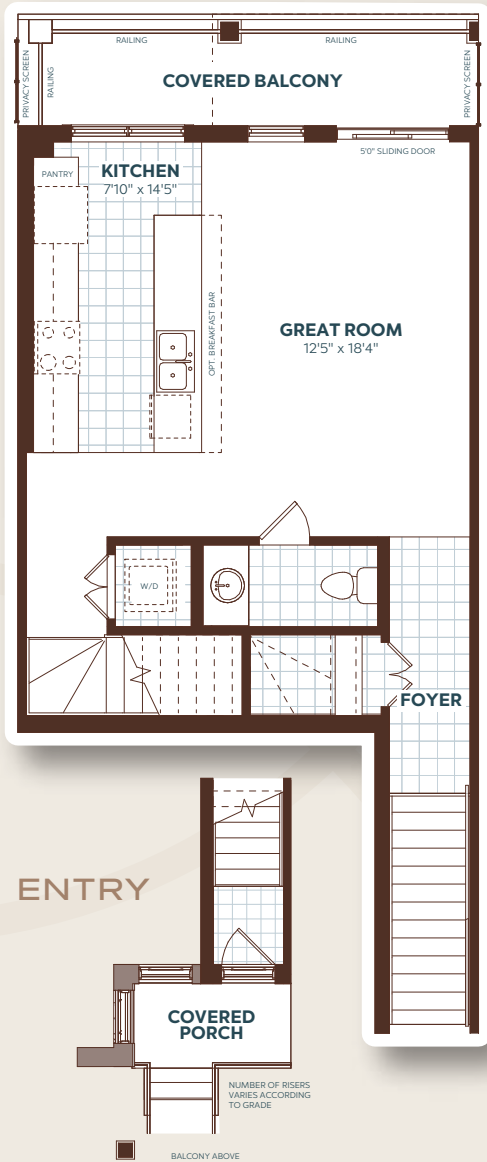 RAILING
RAILING
PRIVACY SCREEN
RAILING
COVERED BALCONY
PRIVACY SCREEN
5'0" SLIDING DOOR
PANTRY
KITCHEN
7'10" x 14'5"
OPT. BREAKFAST BAR
GREAT ROOM
12'5" x 18'4"
W/D
FOYER
ENTRY
COVERED
PORCH
NUMBER OF RISERS
VARIES ACCORDING
TO GRADE
BALCONY ABOVE